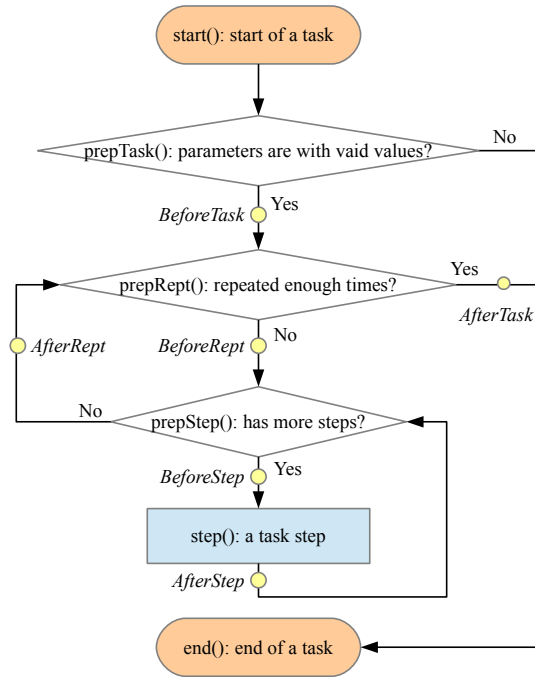 start(): start of a task
No
prepTask(): parameters are with vaid values?
Yes
BeforeTask
Yes
prepRept(): repeated enough times?
AfterTask
No
AfterRept
BeforeRept
No
prepStep(): has more steps?
Yes
BeforeStep
step(): a task step
AfterStep
end(): end of a task